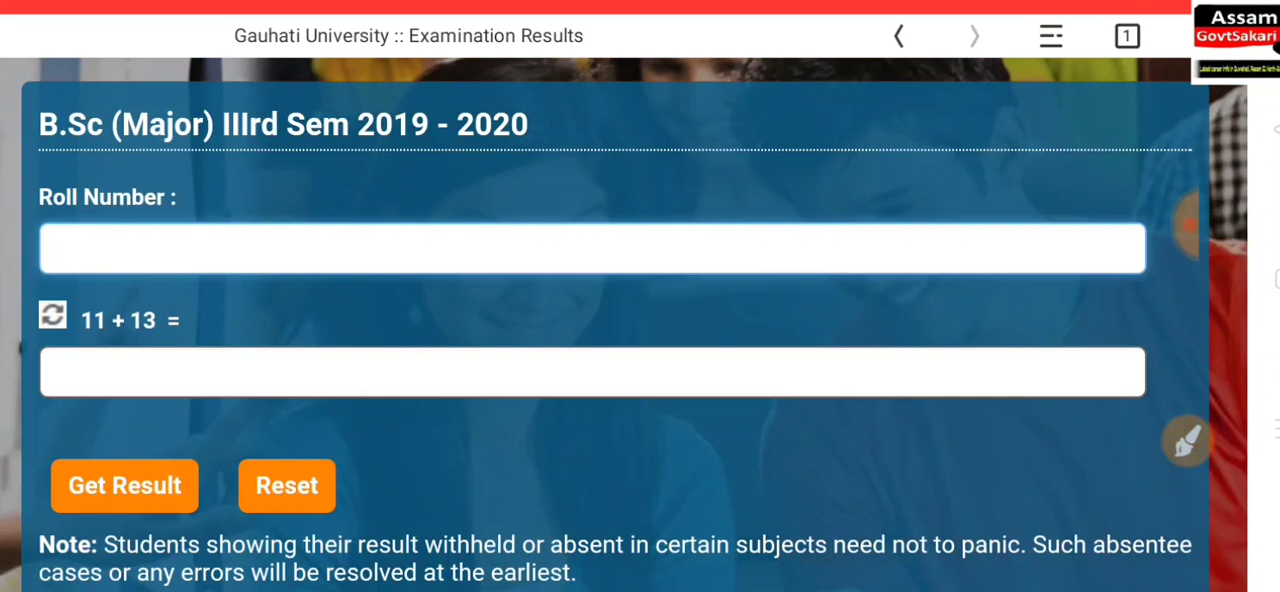 Gauhati University :: Examination Results
1
Assam
GovtSakari
B.Sc (Major) IIIrd Sem 2019 - 2020
Roll Number :
11 + 13 =
Get Result
Reset
Note: Students showing their result withheld or absent in certain subjects need not to panic. Such absentee
cases or any errors will be resolved at the earliest.